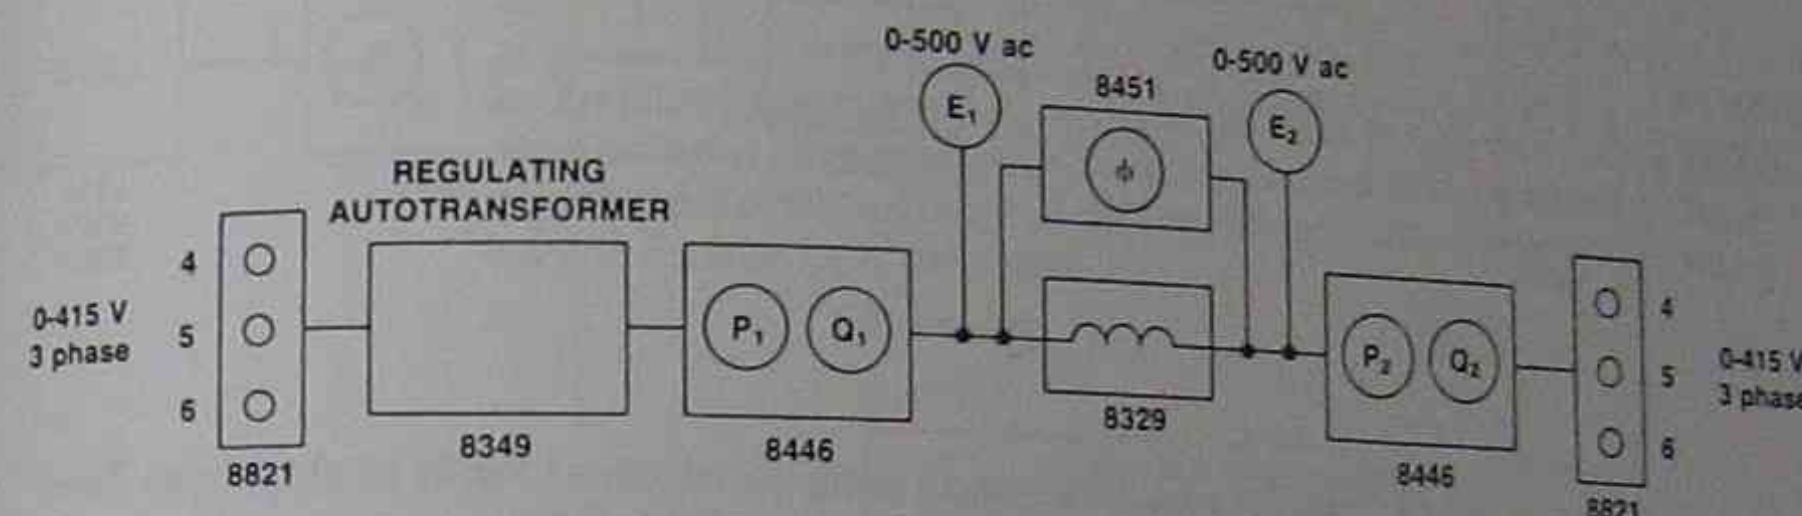 0-500 V ac
0-500 V ac
8451
E₁
E₂
ϕ
REGULATING
AUTOTRANSFORMER
4
5
6
0-415 V
3 phase
P₁
Q₁
P₂
Q₂
4
5
6
0-415 V
3 phase
8821
8349
8446
8329
8446
8821